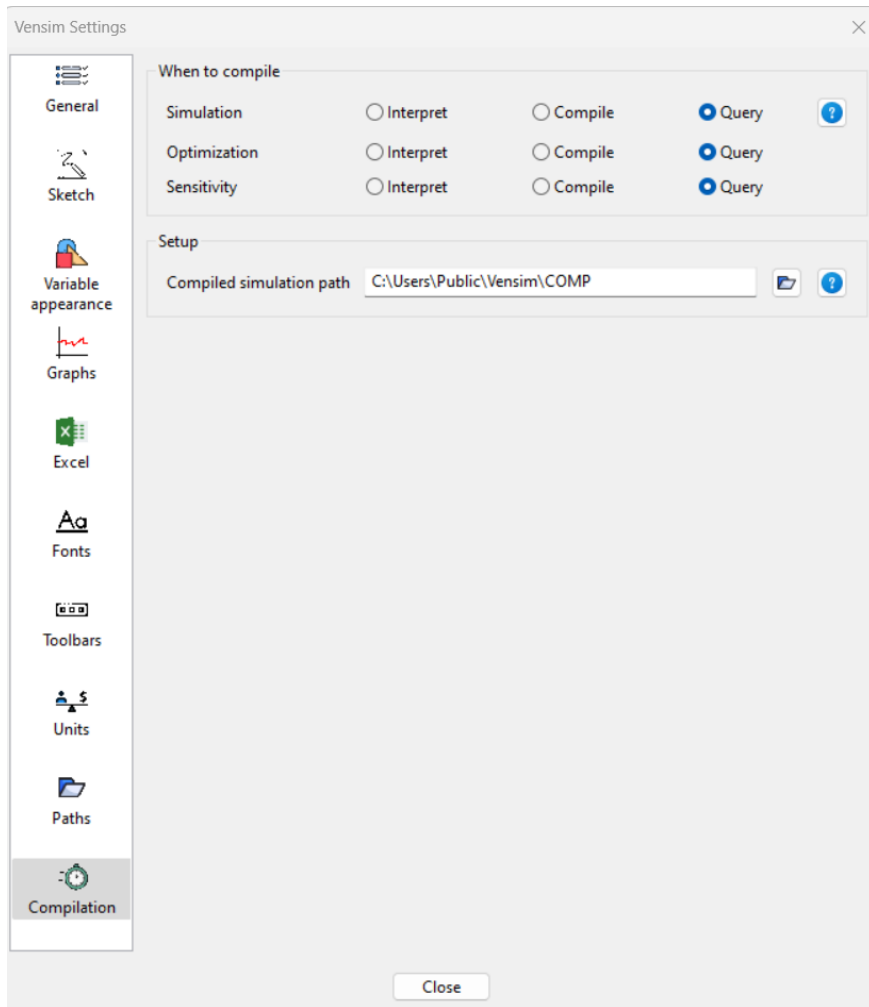 Vensim Settings
General
Sketch
Variable
appearance
Graphs
Excel
Fonts
Toolbars
Units
Paths
Compilation
When to compile
Simulation Interpret Compile Query
Optimization Interpret Compile Query
Sensitivity Interpret Compile Query
Setup
Compiled simulation path C:\Users\Public\Vensim\COMP
Close